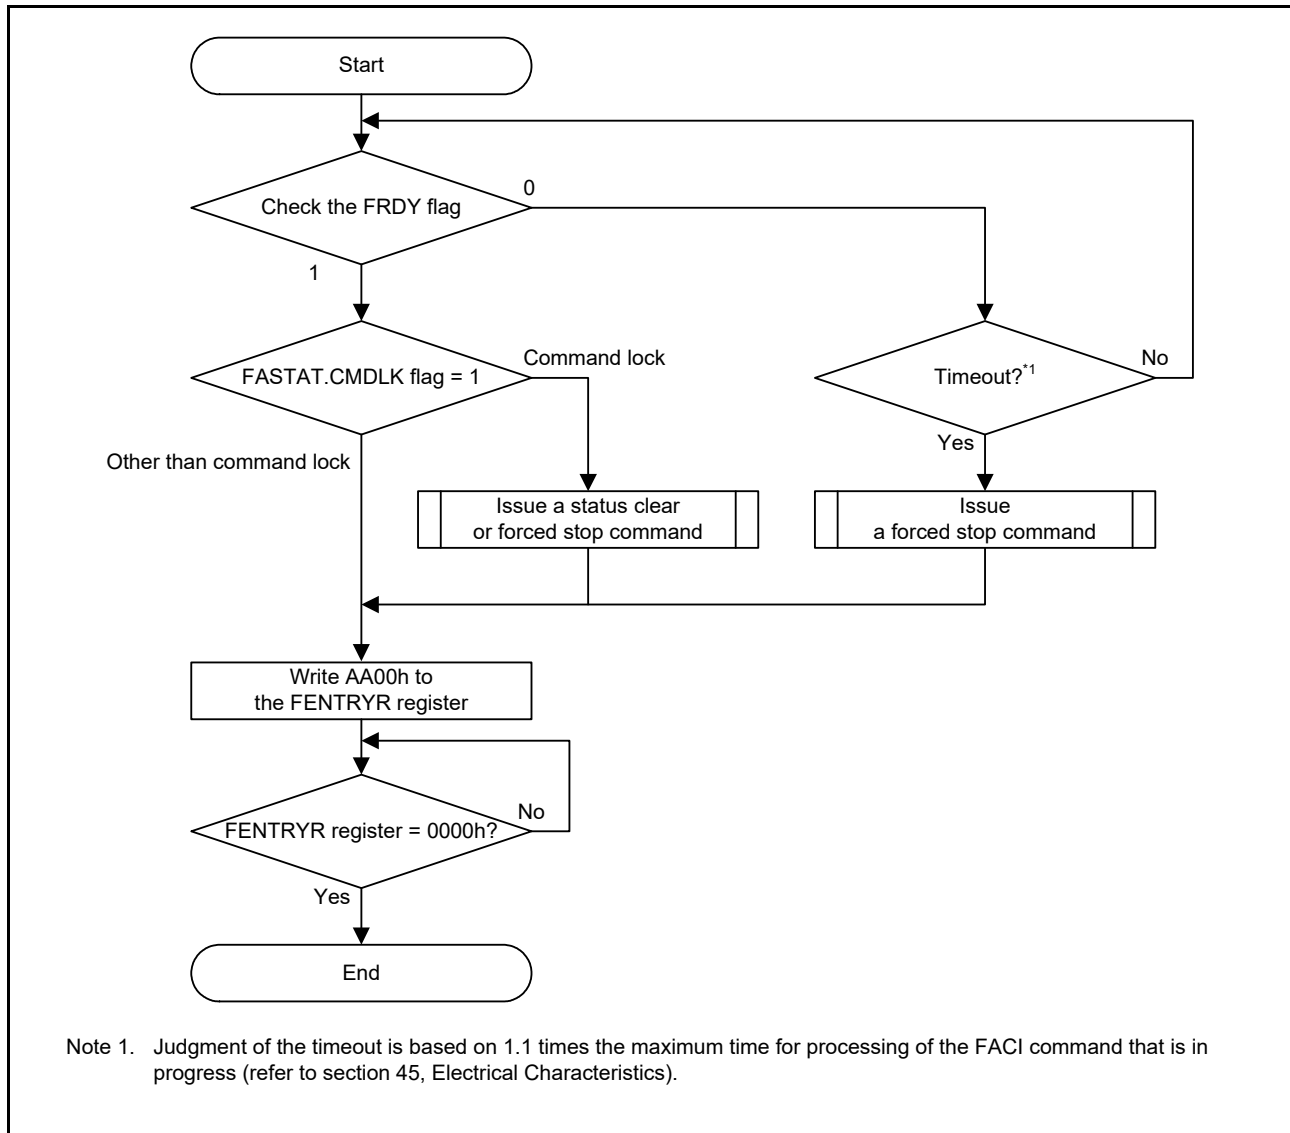 Start
Check the FRDY flag
0
1
FASTAT.CMDLK flag = 1
Command lock
Timeout?*1
No
Yes
Other than command lock
Issue a status clear
or forced stop command
Issue
a forced stop command
Write AA00h to
the FENTRYR register
FENTRYR register = 0000h?
No
Yes
End
Note 1. Judgment of the timeout is based on 1.1 times the maximum time for processing of the FACI command that is in
progress (refer to section 45, Electrical Characteristics).